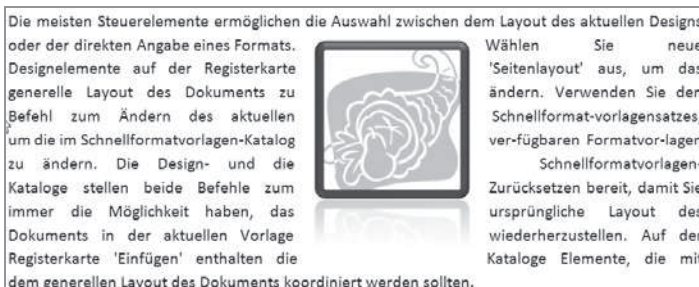 Die meisten Steuerelemente ermöglichen die Auswahl zwischen dem Layout des aktuellen Designs
oder der direkten Angabe eines Formats. Wählen Sie neue
Designelemente auf der Registerkarte 'Seitenlayout' aus, um das
generelle Layout des Dokuments zu ändern. Verwenden Sie den
Befehl zum Ändern des aktuellen Schnellformat-vorlagensatzes,
um die im Schnellformatvorlagen-Katalog ver-fügbaren Formatvor-lagen
zu ändern. Die Design- und die Schnellformatvorlagen-
Kataloge stellen beide Befehle zum Zurücksetzen bereit, damit Sie
immer die Möglichkeit haben, das ursprüngliche Layout des
Dokuments in der aktuellen Vorlage wiederherzustellen. Auf der
Registerkarte 'Einfügen' enthalten die Kataloge Elemente, die mit
dem generellen Layout des Dokuments koordiniert werden sollten.